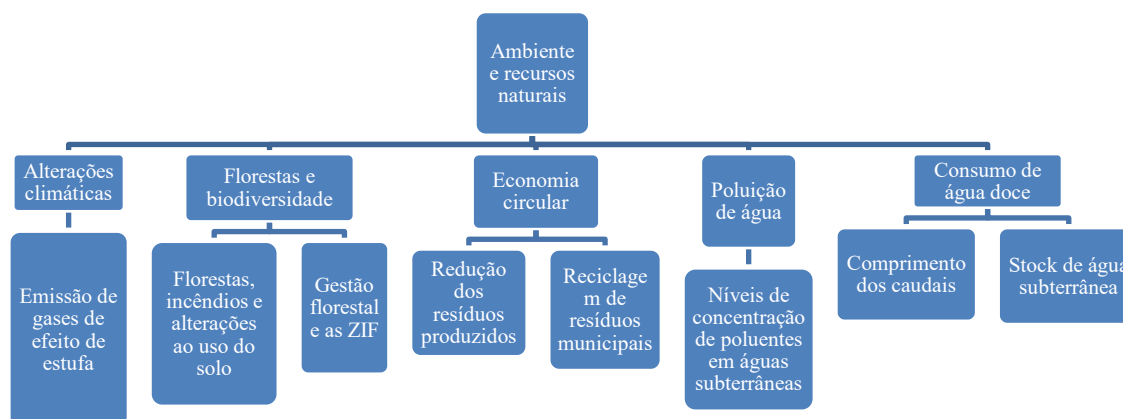 Ambiente
e recursos
naturais
Alterações
climáticas
Florestas e
biodiversidade
Economia
circular
Poluição
de água
Consumo de
água doce
Emissão de
gases de
efeito de
estufa
Florestas,
incêndios e
alterações
ao uso do
solo
Gestão
florestal
e as ZIF
Redução
dos
resíduos
produzidos
Reciclage
m de
resíduos
municipais
Níveis de
concentração
de poluentes
em águas
subterrâneas
Comprimento
dos caudais
Stock de água
subterrânea